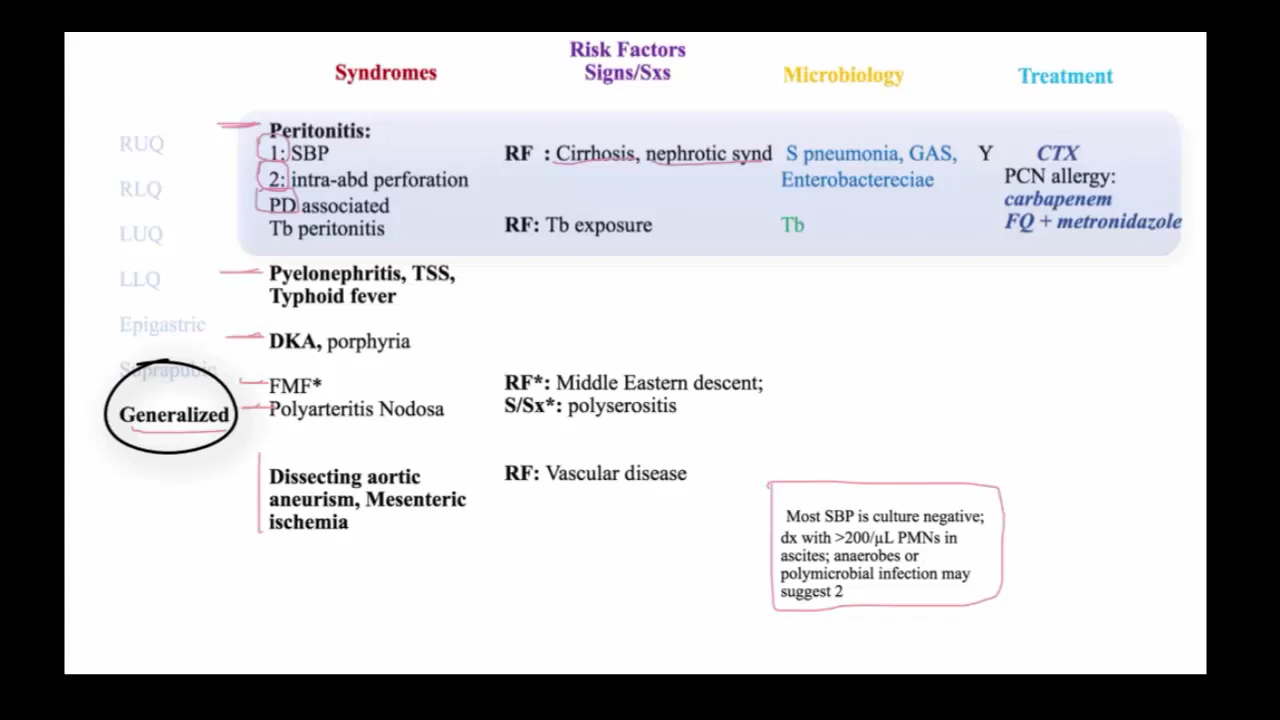 Risk Factors
Syndromes Signs/Sxs Microbiology Treatment
RUQ
RLQ
LUQ
LLQ
Epigastric
Suprapubic
Generalized
Peritonitis:
1: SBP RF : Cirrhosis, nephrotic synd S pneumonia, GAS, Y CTX
2: intra-abd perforation Enterobactereciae PCN allergy:
PD associated carbapenem
Tb peritonitis RF: Tb exposure Tb FQ + metronidazole
Pyelonephritis, TSS,
Typhoid fever
DKA, porphyria
FMF* RF*: Middle Eastern descent;
Polyarteritis Nodosa S/Sx*: polyserositis
Dissecting aortic RF: Vascular disease
aneurism, Mesenteric
ischemia
Most SBP is culture negative;
dx with >200/µL PMNs in
ascites; anaerobes or
polymicrobial infection may
suggest 2